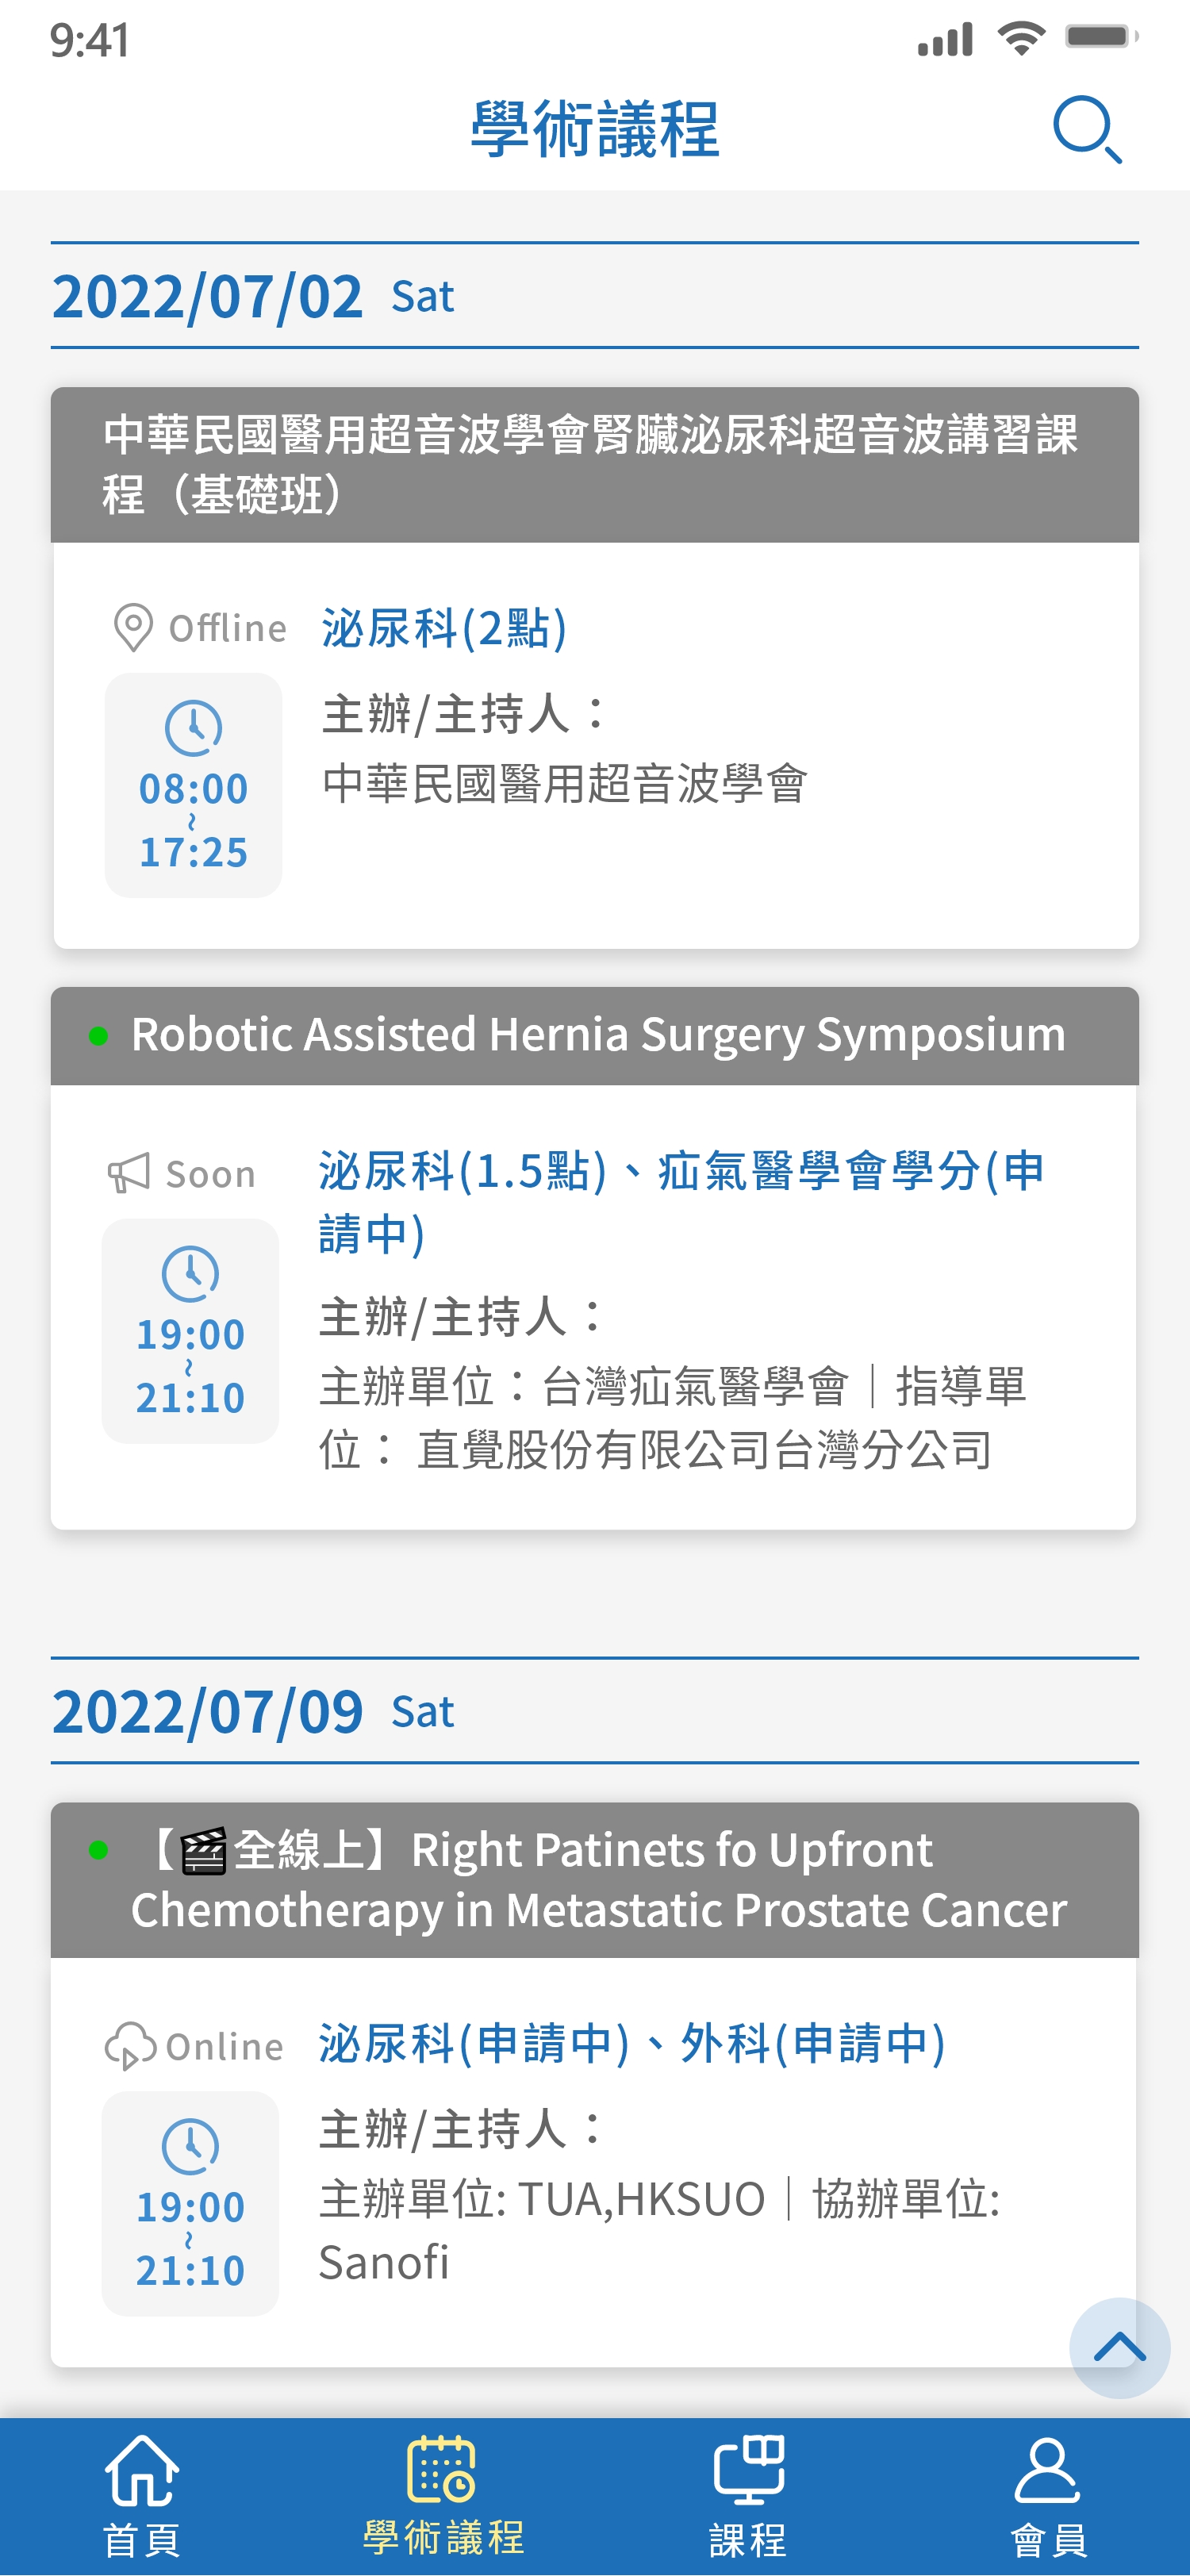 9:41
學術議程
2022/07/02 Sat
中華民國醫用超音波學會腎臟泌尿科超音波講習課
程（基礎班）
Offline
泌尿科(2點)
08:00
~
17:25
主辦/主持人：
中華民國醫用超音波學會
Robotic Assisted Hernia Surgery Symposium
Soon
泌尿科(1.5點)、疝氣醫學會學分(申
請中)
19:00
~
21:10
主辦/主持人：
主辦單位：台灣疝氣醫學會｜指導單
位： 直覺股份有限公司台灣分公司
2022/07/09 Sat
【🎬全線上】Right Patinets fo Upfront
Chemotherapy in Metastatic Prostate Cancer
Online
泌尿科(申請中)、外科(申請中)
19:00
~
21:10
主辦/主持人：
主辦單位: TUA,HKSUO｜協辦單位:
Sanofi
首頁
學術議程
課程
會員